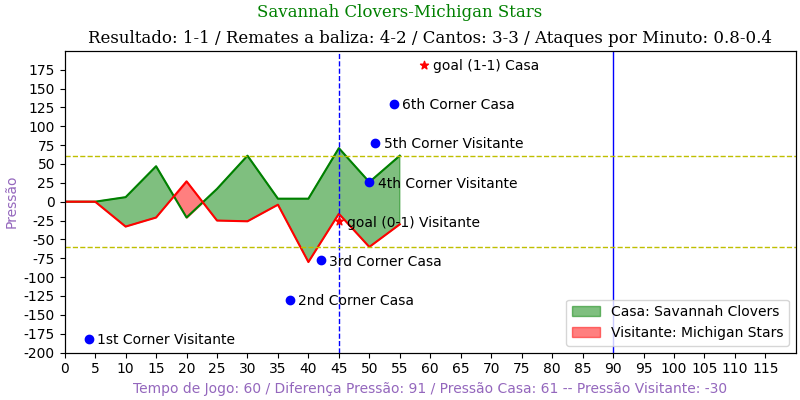 Savannah Clovers-Michigan Stars
Resultado: 1-1 / Remates a baliza: 4-2 / Cantos: 3-3 / Ataques por Minuto: 0.8-0.4
Pressão
175
150
125
100
75
50
25
0
-25
-50
-75
-100
-125
-150
-175
-200
goal (1-1) Casa
6th Corner Casa
5th Corner Visitante
4th Corner Visitante
goal (0-1) Visitante
3rd Corner Casa
2nd Corner Casa
1st Corner Visitante
Casa: Savannah Clovers
Visitante: Michigan Stars
0 5 10 15 20 25 30 35 40 45 50 55 60 65 70 75 80 85 90 95 100 105 110 115
Tempo de Jogo: 60 / Diferença Pressão: 91 / Pressão Casa: 61 -- Pressão Visitante: -30